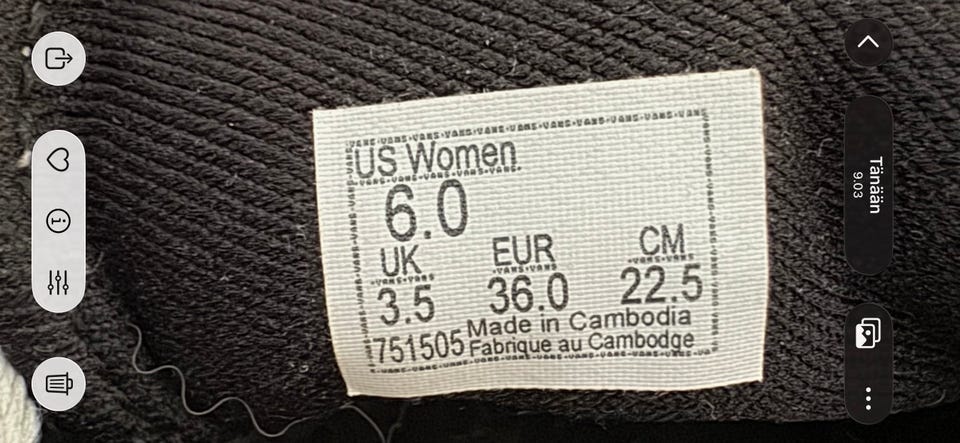 US Women
6.0
UK EUR CM
3.5 36.0 22.5
751505 Made in Cambodia
Fabrique au Cambodge
Tänään
9.03